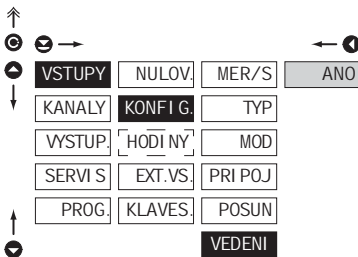 VSTUPY NULOV. MER/S ANO
KANALY KONFIG. TYP
VYSTUP. HODINY MOD
SERVIS EXT.VS. PRIPOJ
PROG. KLAVES. POSUN
VEDENI